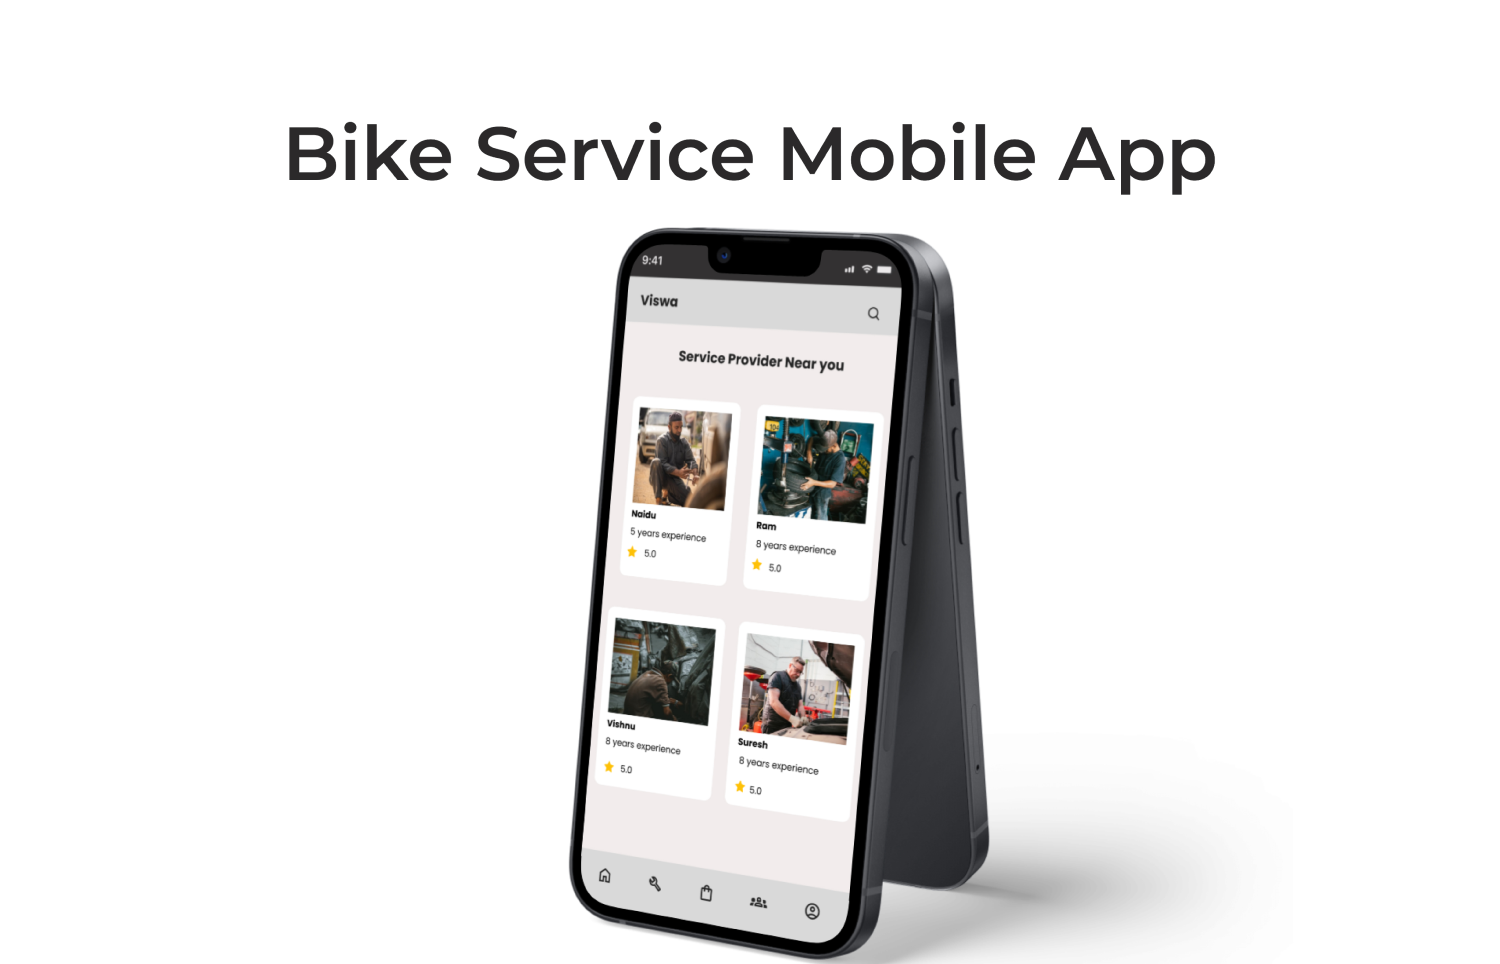 Bike Service Mobile App
9:41
Viswa
Service Provider Near you
Naidu
5 years experience
5.0
Ram
8 years experience
5.0
Vishnu
8 years experience
5.0
Suresh
8 years experience
5.0